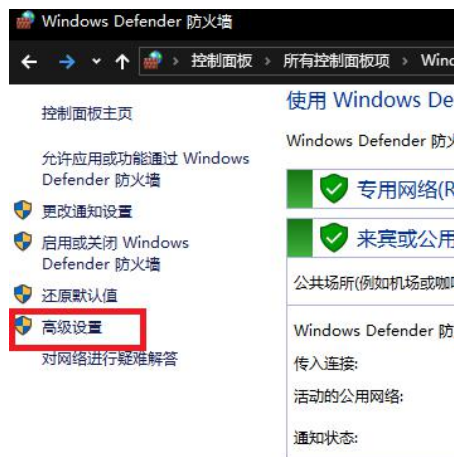 Windows Defender 防火墙
控制面板 › 所有控制面板项 › Wind
控制面板主页
允许应用或功能通过 Windows
Defender 防火墙
更改通知设置
启用或关闭 Windows
Defender 防火墙
还原默认值
高级设置
对网络进行疑难解答
使用 Windows De
Windows Defender 防火
专用网络(R
来宾或公用
公共场所(例如机场或咖
Windows Defender 防
传入连接:
活动的公用网络:
通知状态: